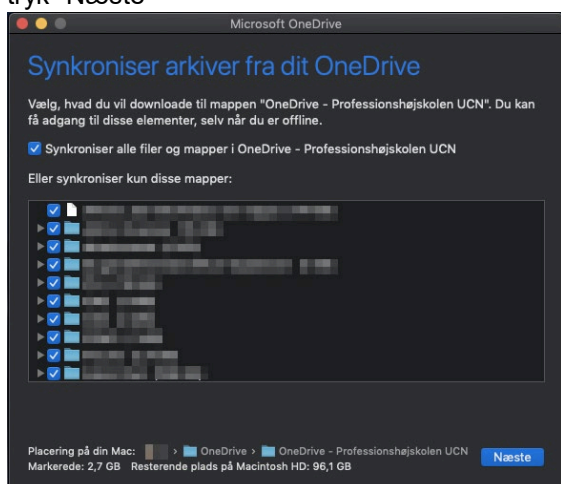 tryk "Næste"
Microsoft OneDrive
Synkroniser arkiver fra dit OneDrive
Vælg, hvad du vil downloade til mappen "OneDrive - Professionshøjskolen UCN". Du kan
få adgang til disse elementer, selv når du er offline.
Synkroniser alle filer og mapper i OneDrive - Professionshøjskolen UCN
Eller synkroniser kun disse mapper:
Placering på din Mac: › OneDrive › OneDrive - Professionshøjskolen UCN
Markerede: 2,7 GB Resterende plads på Macintosh HD: 96,1 GB
Næste